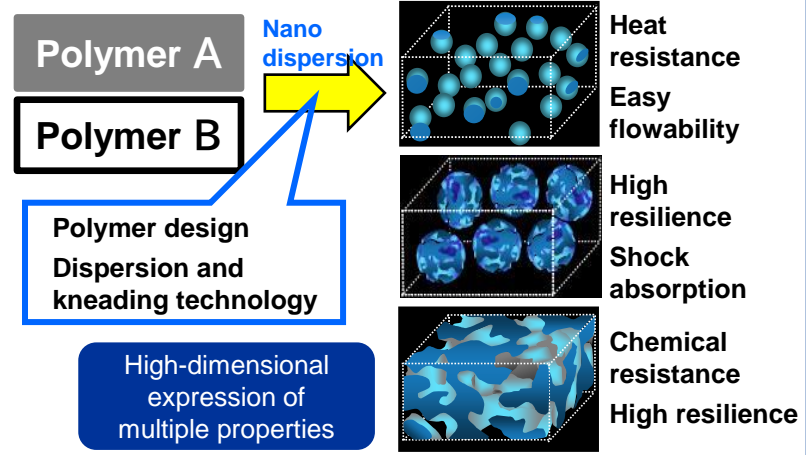 Polymer A
Polymer B
Nano
dispersion
Polymer design
Dispersion and
kneading technology
High-dimensional
expression of
multiple properties
Heat
resistance
Easy
flowability
High
resilience
Shock
absorption
Chemical
resistance
High resilience